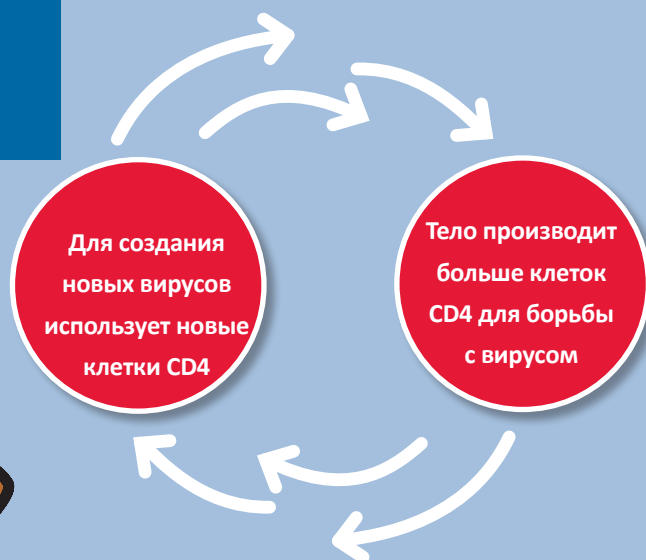 Для создания
новых вирусов
использует новые
клетки CD4
Тело производит
больше клеток
CD4 для борьбы
с вирусом